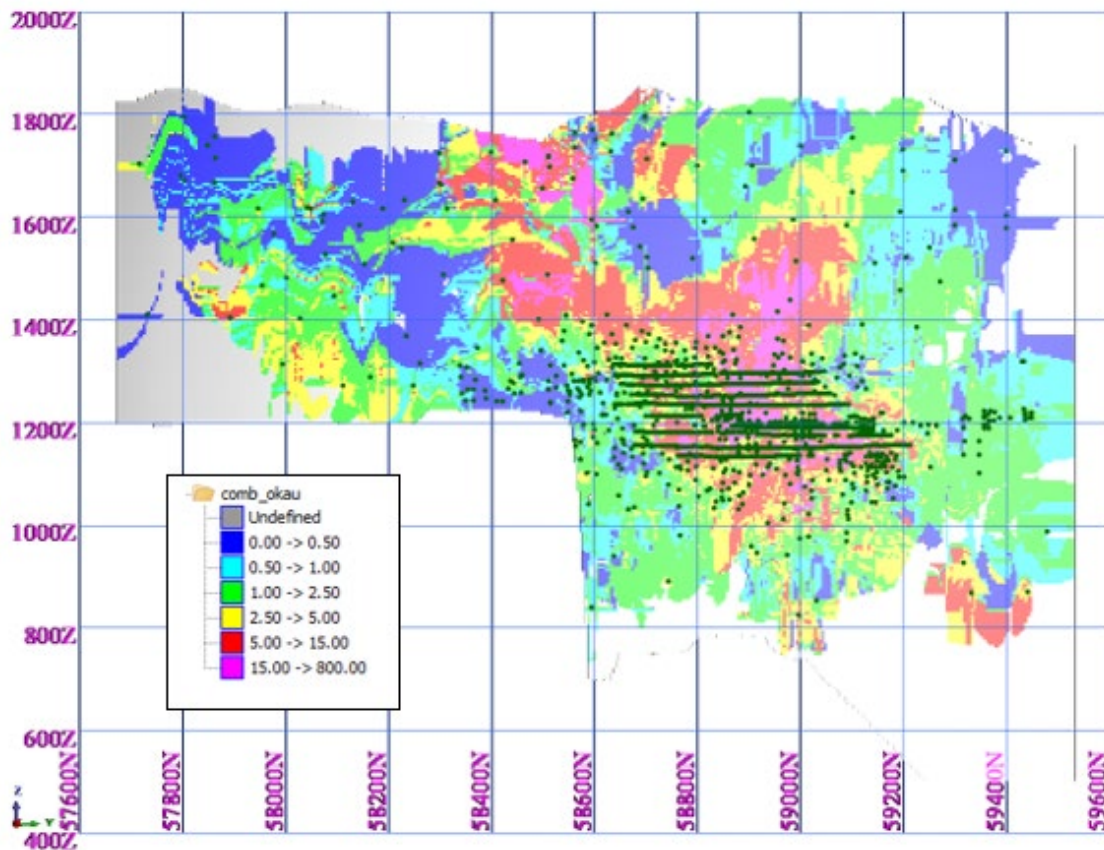 2000Z
1800Z
1600Z
1400Z
1200Z
1000Z
800Z
600Z
400Z
comb_okau
Undefined
0.00 -> 0.50
0.50 -> 1.00
1.00 -> 2.50
2.50 -> 5.00
5.00 -> 15.00
15.00 -> 800.00
57600N
57800N
58000N
58200N
58400N
58600N
58800N
59000N
59200N
59400N
59600N
Z
Y